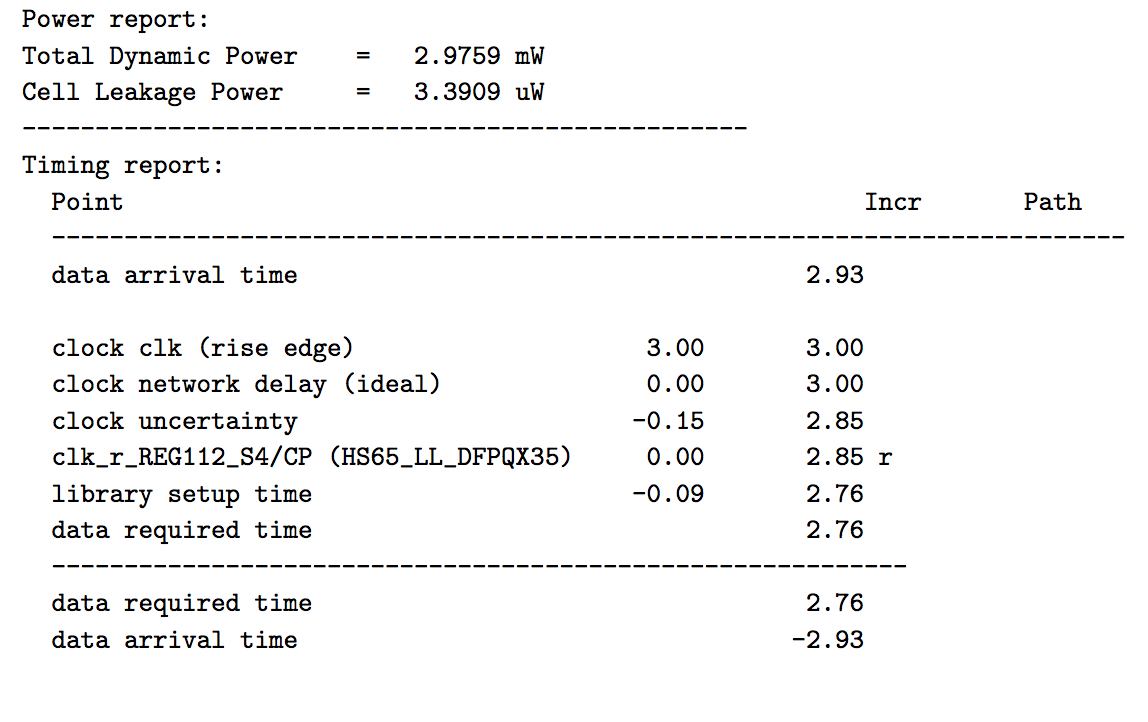 Power report:
Total Dynamic Power    =   2.9759 mW
Cell Leakage Power     =   3.3909 uW
--------------------------------------------------
Timing report:
  Point                                                   Incr       Path
  --------------------------------------------------------------------------
  data arrival time                                   2.93
  clock clk (rise edge)                    3.00       3.00
  clock network delay (ideal)              0.00       3.00
  clock uncertainty                       -0.15       2.85
  clk_r_REG112_S4/CP (HS65_LL_DFPQX35)     0.00       2.85 r
  library setup time                      -0.09       2.76
  data required time                                  2.76
  -----------------------------------------------------------
  data required time                                  2.76
  data arrival time                                  -2.93